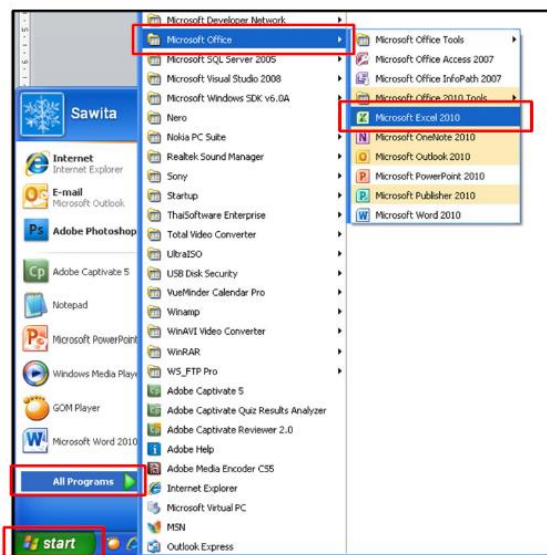 Sawita
Internet
Internet Explorer
E-mail
Microsoft Outlook
Adobe Photoshop
Adobe Captivate 5
Notepad
Microsoft PowerPoint
Windows Media Playe
GOM Player
Microsoft Word 2010
All Programs
start
Microsoft Developer Network
Microsoft Office
Microsoft SQL Server 2005
Microsoft Visual Studio 2008
Microsoft Windows SDK v6.0A
Nero
Nokia PC Suite
Realtek Sound Manager
Sony
Startup
ThaiSoftware Enterprise
Total Video Converter
UltraISO
USB Disk Security
VueMinder Calendar Pro
Winamp
WinAVI Video Converter
WinRAR
WS_FTP Pro
Adobe Captivate 5
Adobe Captivate Quiz Results Analyzer
Adobe Captivate Reviewer 2.0
Adobe Help
Adobe Media Encoder CS5
Internet Explorer
Microsoft Virtual PC
MSN
Outlook Express
Microsoft Office Tools
Microsoft Office Access 2007
Microsoft Office InfoPath 2007
Microsoft Office 2010 Tools
Microsoft Excel 2010
Microsoft OneNote 2010
Microsoft Outlook 2010
Microsoft PowerPoint 2010
Microsoft Publisher 2010
Microsoft Word 2010